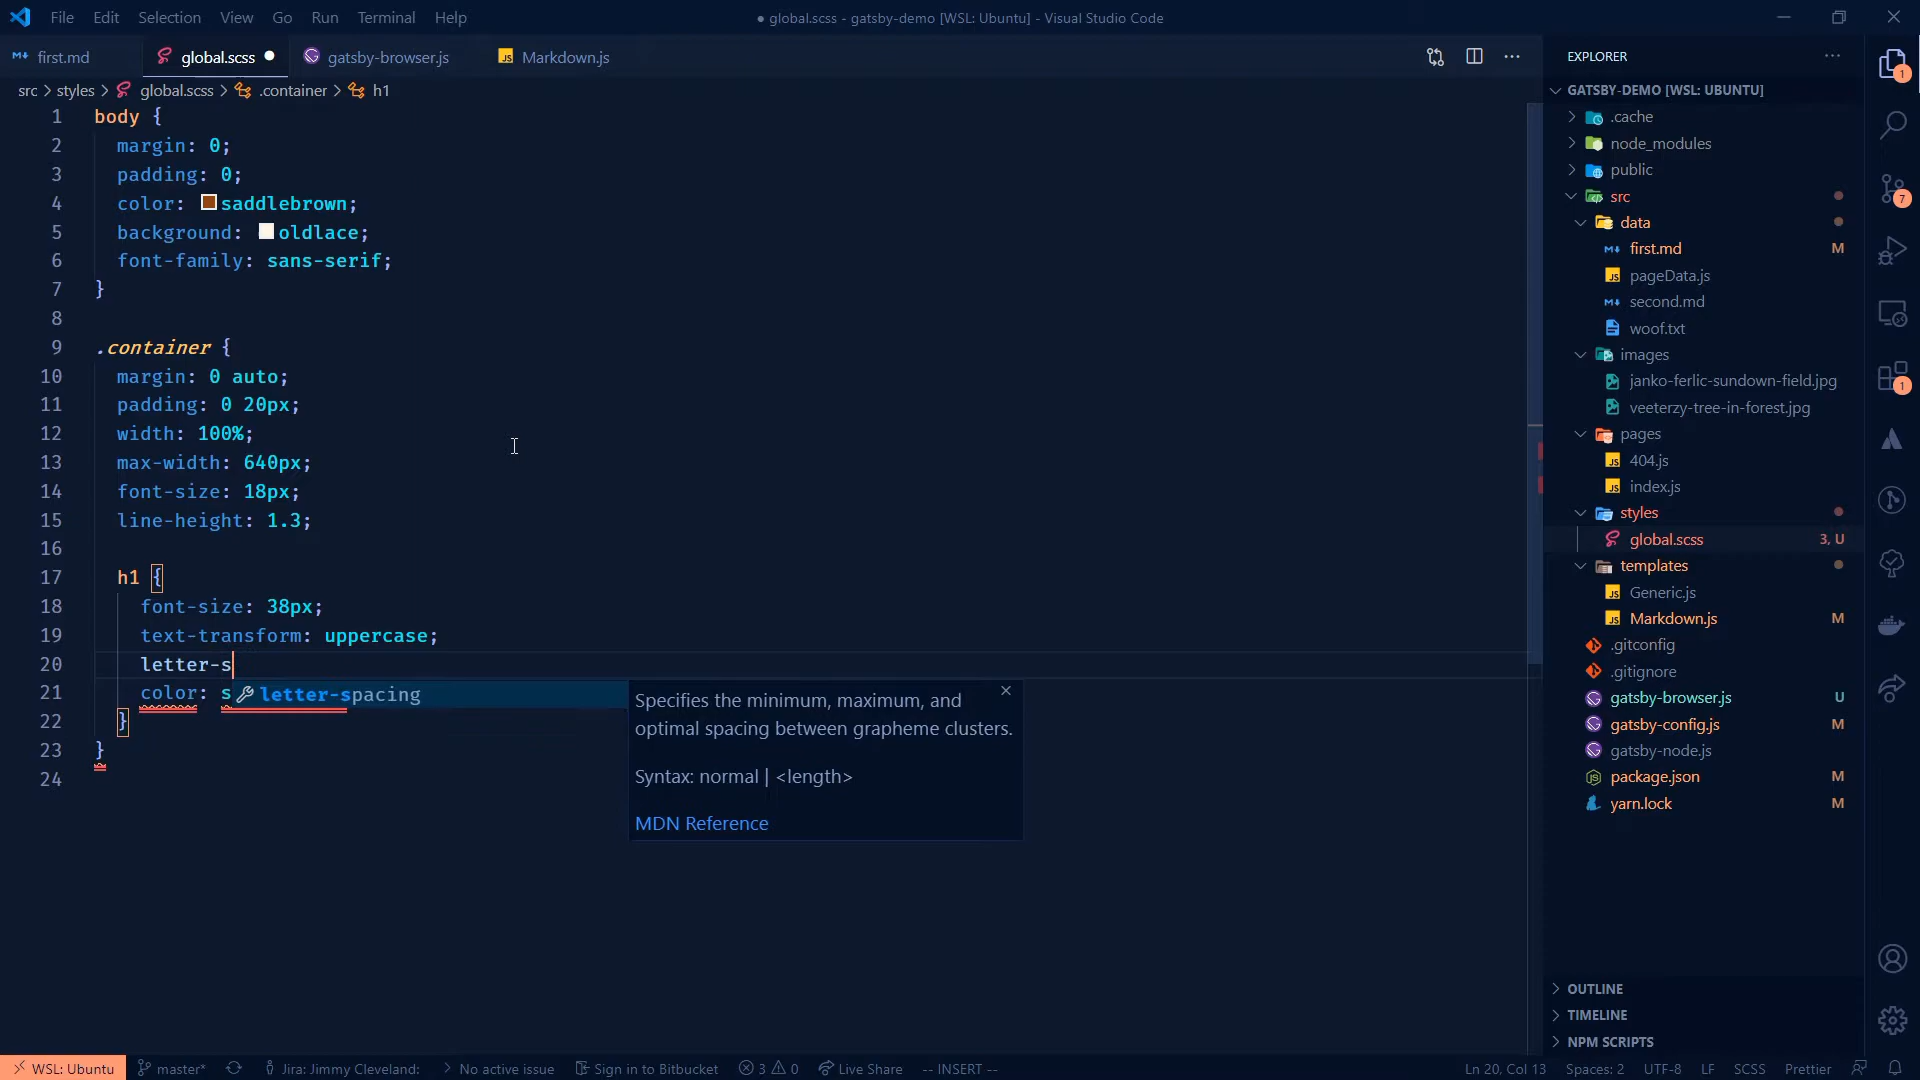 File Edit Selection View Go Run Terminal Help
● global.scss - gatsby-demo [WSL: Ubuntu] - Visual Studio Code
first.md
global.scss ●
gatsby-browser.js
Markdown.js
src > styles > global.scss > .container > h1
1 body {
2 margin: 0;
3 padding: 0;
4 color: saddlebrown;
5 background: oldlace;
6 font-family: sans-serif;
7 }
8
9 .container {
10 margin: 0 auto;
11 padding: 0 20px;
12 width: 100%;
13 max-width: 640px;
14 font-size: 18px;
15 line-height: 1.3;
16
17 h1 {
18 font-size: 38px;
19 text-transform: uppercase;
20 letter-s
21 color: s
22 }
23 }
24
letter-spacing
Specifies the minimum, maximum, and
optimal spacing between grapheme clusters.
Syntax: normal | <length>
MDN Reference
EXPLORER
GATSBY-DEMO [WSL: UBUNTU]
.cache
node_modules
public
src
data
first.md M
pageData.js
second.md
woof.txt
images
janko-ferlic-sundown-field.jpg
veeterzy-tree-in-forest.jpg
pages
404.js
index.js
styles
global.scss 3, U
templates
Generic.js
Markdown.js M
.gitconfig
.gitignore
gatsby-browser.js U
gatsby-config.js M
gatsby-node.js
package.json M
yarn.lock M
OUTLINE
TIMELINE
NPM SCRIPTS
1
7
1
WSL: Ubuntu
master*
Jira: Jimmy Cleveland:
No active issue
Sign in to Bitbucket
3 0
Live Share
-- INSERT --
Ln 20, Col 13
Spaces: 2
UTF-8
LF
SCSS
Prettier